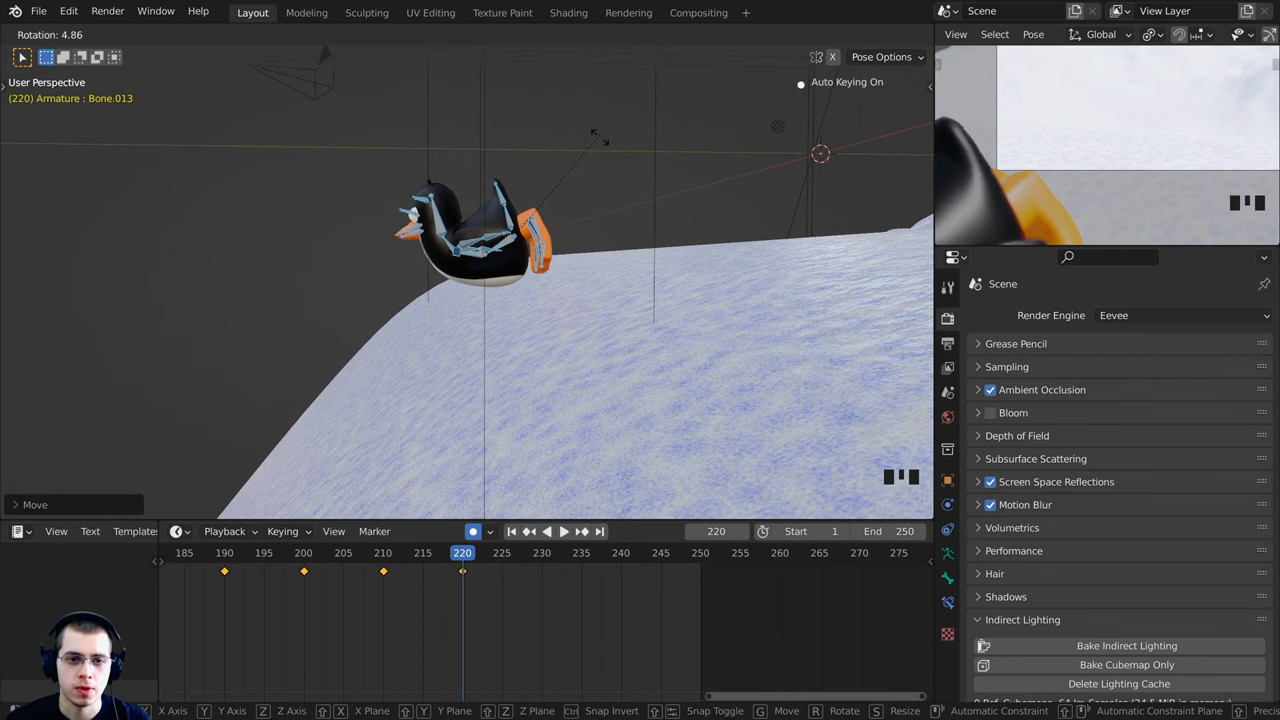 File Edit Render Window Help Layout Modeling Sculpting UV Editing Texture Paint Shading Rendering Compositing + Scene View Layer
Rotation: 4.86
View Select Pose Global
X Pose Options
User Perspective
(220) Armature : Bone.013
Auto Keying On
Scene
Render Engine Eevee
Grease Pencil
Sampling
Ambient Occlusion
Bloom
Depth of Field
Subsurface Scattering
Screen Space Reflections
Motion Blur
Volumetrics
Performance
Hair
Shadows
Indirect Lighting
Bake Indirect Lighting
Bake Cubemap Only
Delete Lighting Cache
Move
View Text Templates Playback Keying View Marker 220 Start 1 End 250
185 190 195 200 205 210 215 220 225 230 235 240 245 250 255 260 265 270 275
X X Axis Y Y Axis Z Z Axis X X Plane Y Y Plane Z Z Plane Ctrl Snap Invert Snap Toggle G Move R Rotate S Resize Automatic Constraint Automatic Constraint Plane